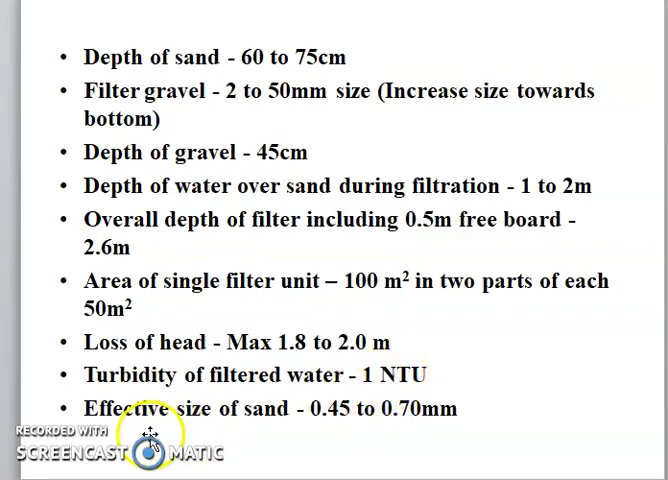 • Depth of sand - 60 to 75cm
• Filter gravel - 2 to 50mm size (Increase size towards
bottom)
• Depth of gravel - 45cm
• Depth of water over sand during filtration - 1 to 2m
• Overall depth of filter including 0.5m free board -
2.6m
• Area of single filter unit – 100 m² in two parts of each
50m²
• Loss of head - Max 1.8 to 2.0 m
• Turbidity of filtered water - 1 NTU
• Effective size of sand - 0.45 to 0.70mm
RECORDED WITH
SCREENCAST MATIC